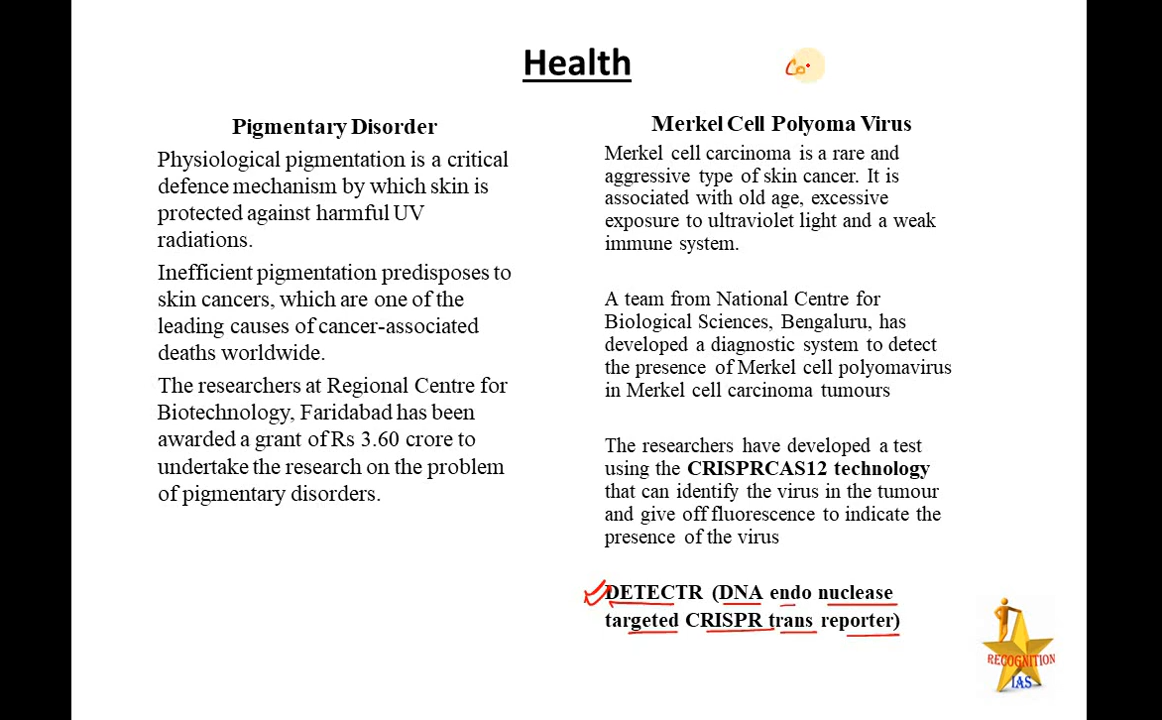 Health
Pigmentary Disorder
Physiological pigmentation is a critical
defence mechanism by which skin is
protected against harmful UV
radiations.
Inefficient pigmentation predisposes to
skin cancers, which are one of the
leading causes of cancer-associated
deaths worldwide.
The researchers at Regional Centre for
Biotechnology, Faridabad has been
awarded a grant of Rs 3.60 crore to
undertake the research on the problem
of pigmentary disorders.
Merkel Cell Polyoma Virus
Merkel cell carcinoma is a rare and
aggressive type of skin cancer. It is
associated with old age, excessive
exposure to ultraviolet light and a weak
immune system.
A team from National Centre for
Biological Sciences, Bengaluru, has
developed a diagnostic system to detect
the presence of Merkel cell polyomavirus
in Merkel cell carcinoma tumours
The researchers have developed a test
using the CRISPRCAS12 technology
that can identify the virus in the tumour
and give off fluorescence to indicate the
presence of the virus
DETECTR (DNA endo nuclease
targeted CRISPR trans reporter)
RECOGNITION
IAS